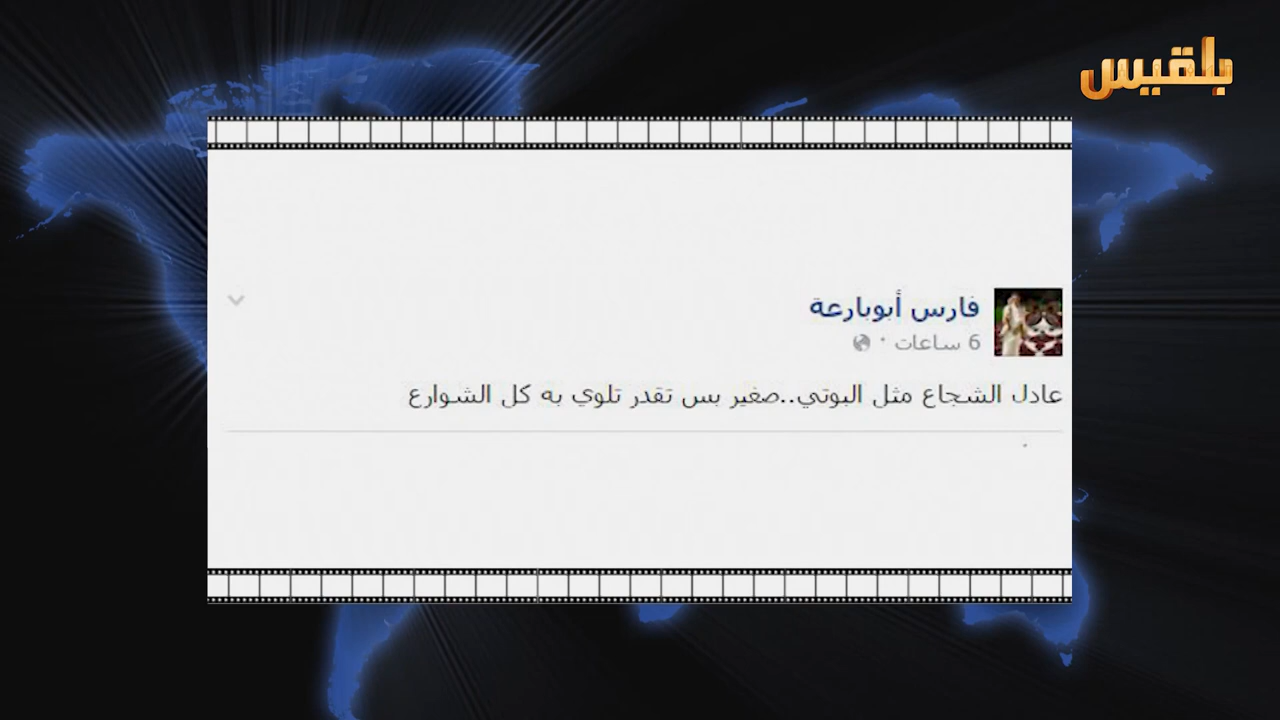 بلقيس
فارس أبوبارعة
6 ساعات ·
عادل الشجاع مثل البوتي..صغير بس تقدر تلوي به كل الشوارع